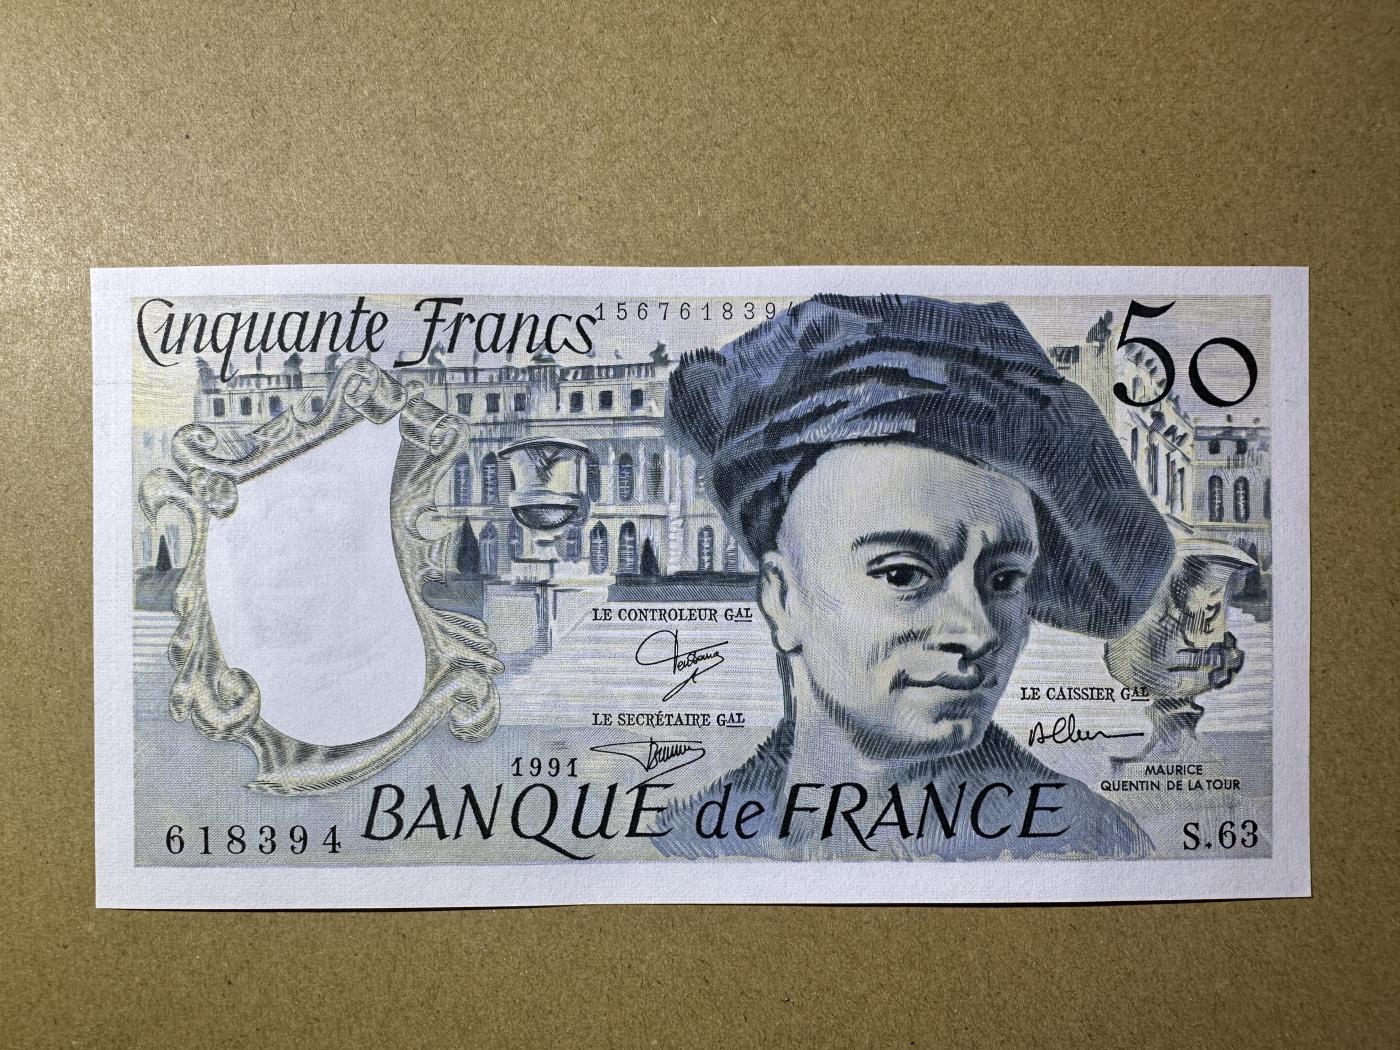 Cinquante Francs
1567618394
50
LE CONTROLEUR GAL
LE SECRÉTAIRE GAL
LE CAISSIER GAL
1991
MAURICE
QUENTIN DE LA TOUR
BANQUE de FRANCE
618394
S.63